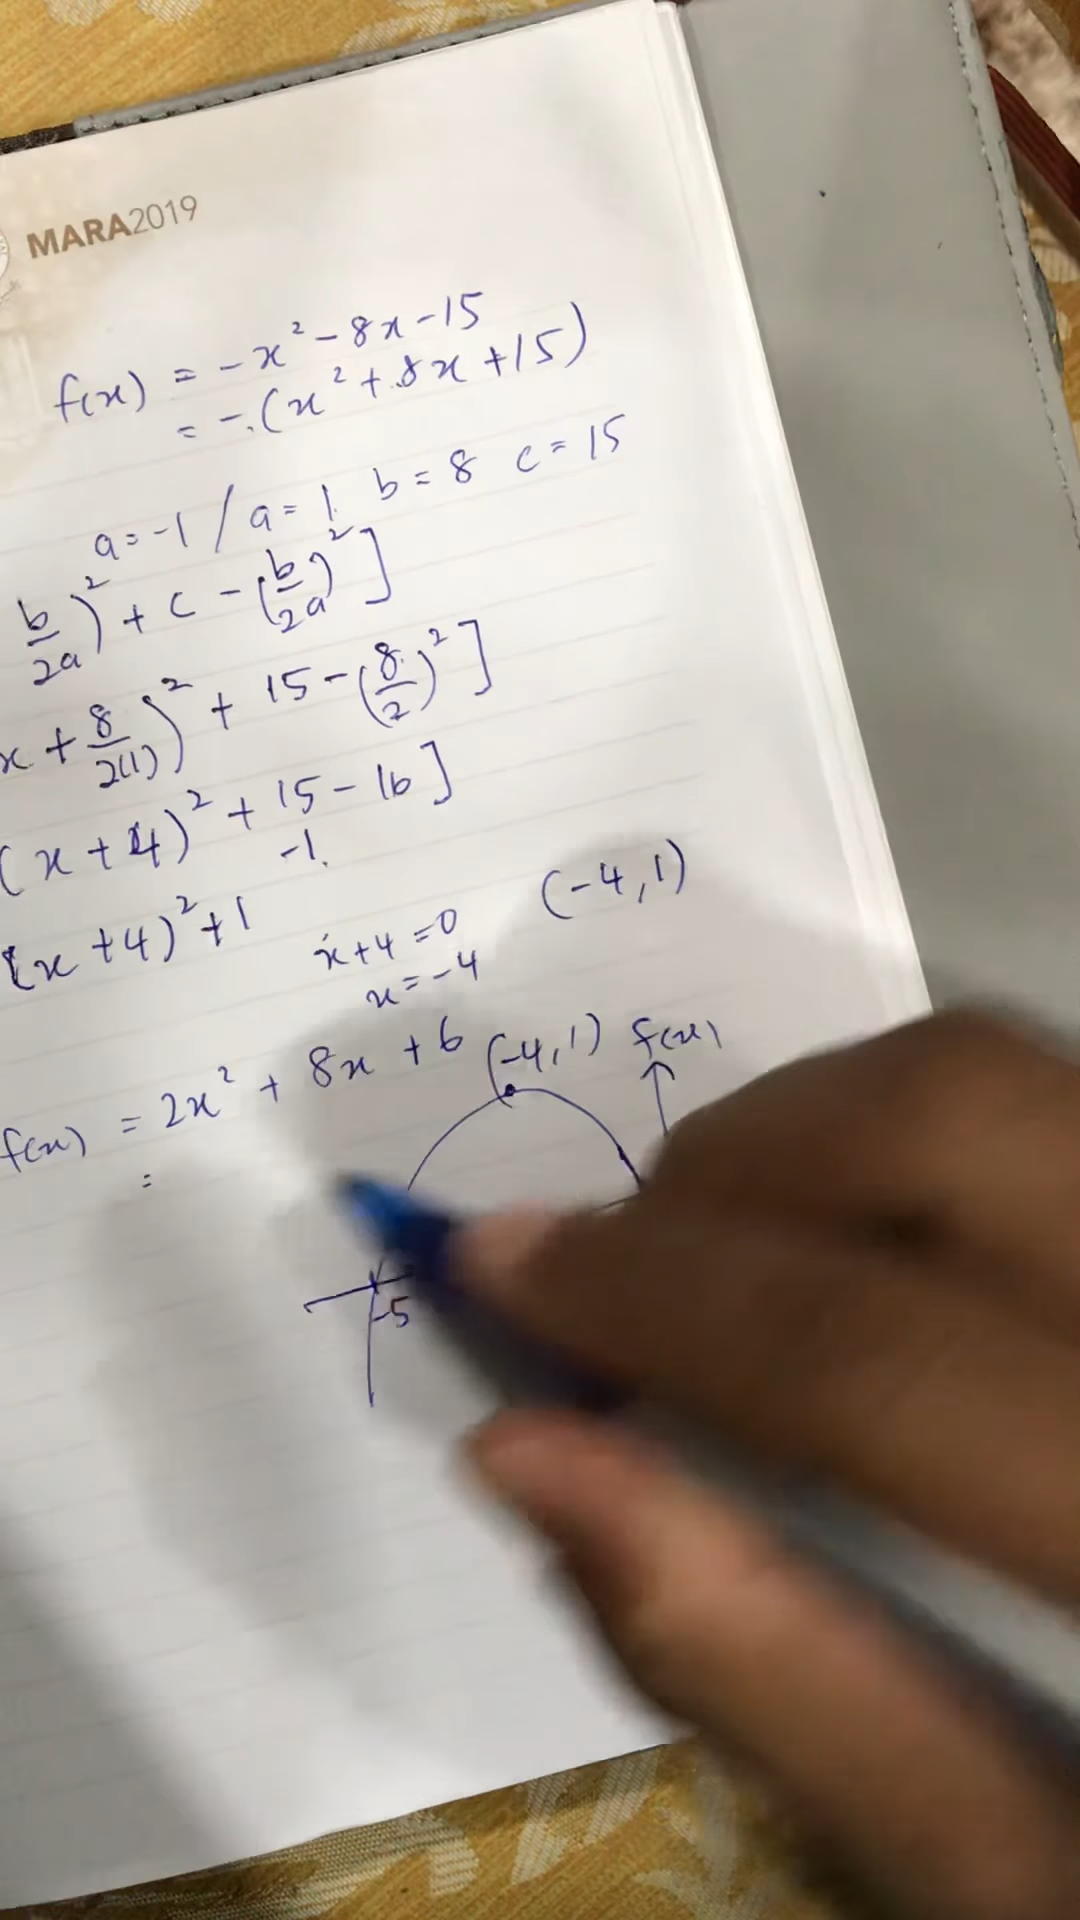 MARA2019
f(x) = -x² - 8x - 15
= -(x² + 8x + 15)
a = -1 / a = 1 b = 8 c = 15
b/2a)² + c - (b/2a)²]
x + 8/2(1))² + 15 - (8/2)²]
(x + 4)² + 15 - 16]
-1
(x + 4)² + 1
x + 4 = 0
x = -4
(-4, 1)
f(x) = 2x² + 8x + 6
=
(-4, 1) f(x)
-5